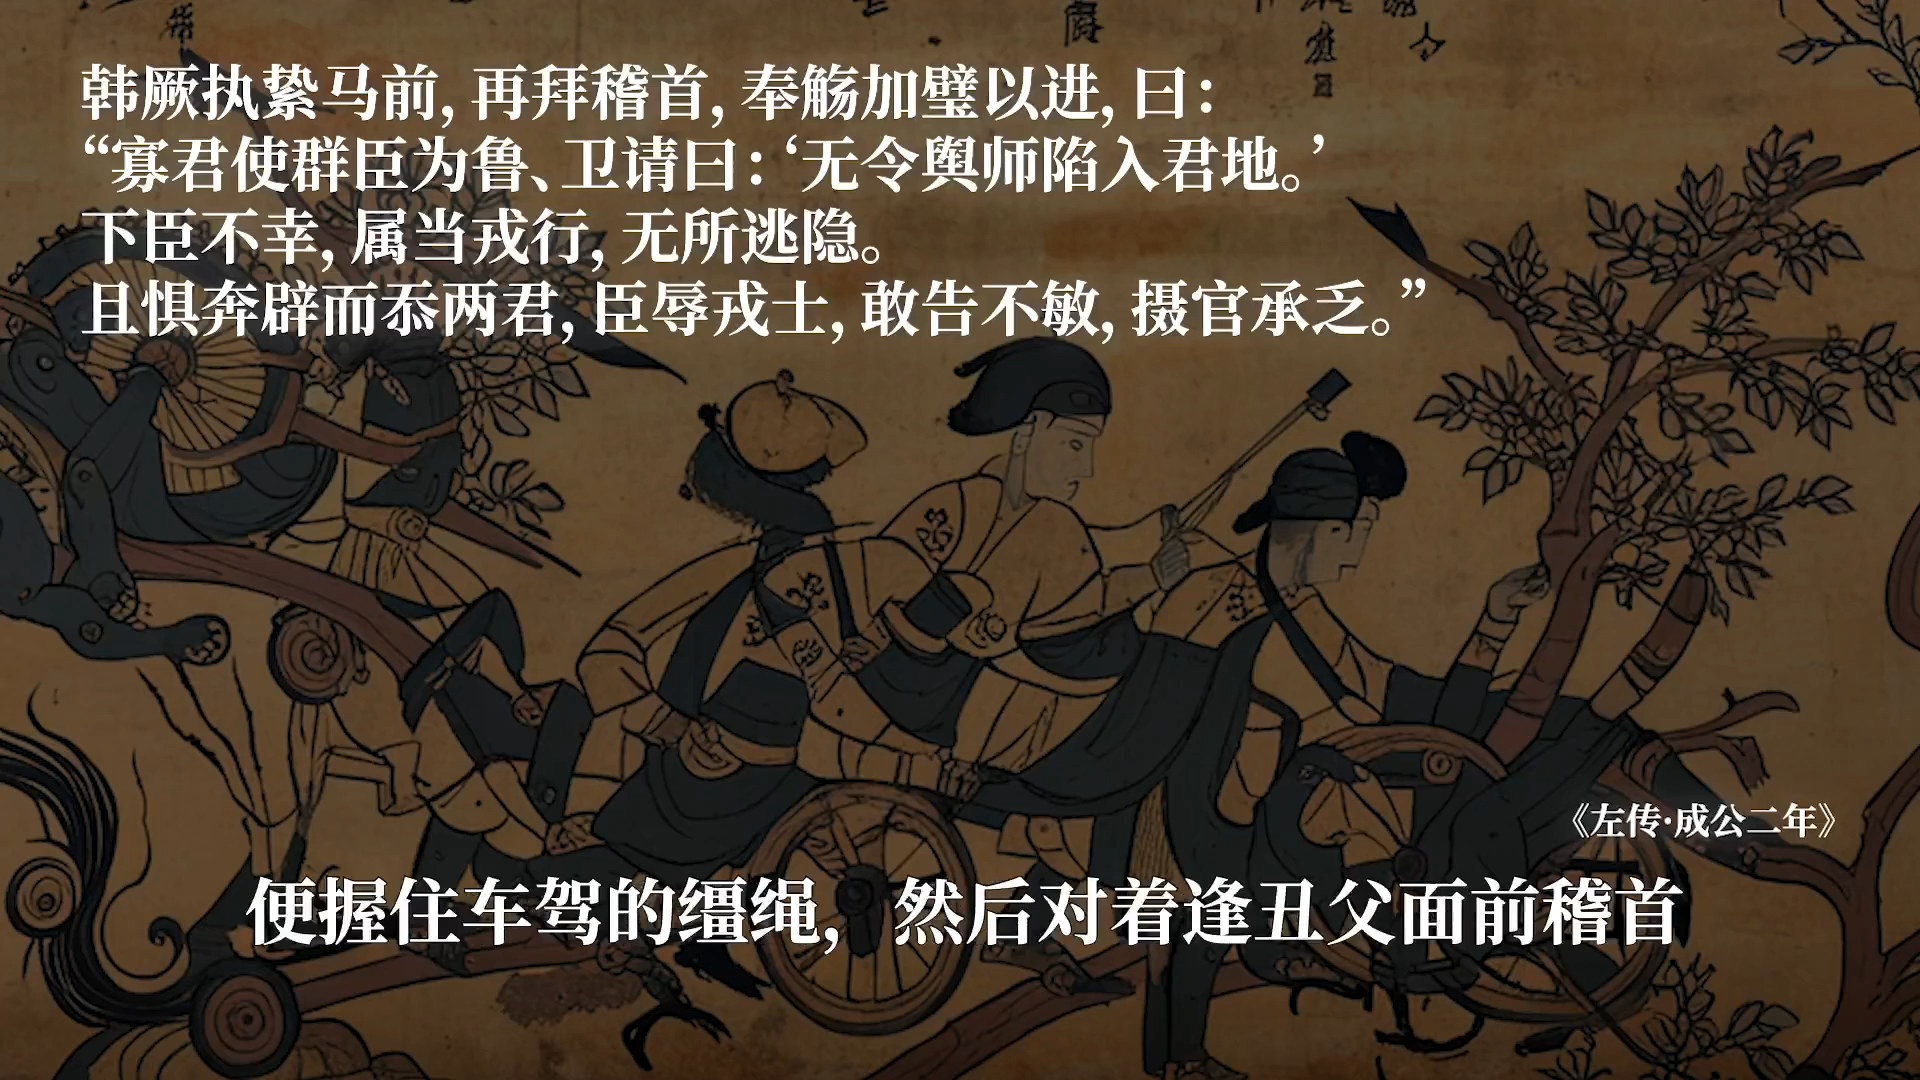 韩厥执絷马前，再拜稽首，奉觞加璧以进，曰：
“寡君使群臣为鲁、卫请曰：‘无令舆师陷入君地。’
下臣不幸，属当戎行，无所逃隐。
且惧奔辟而忝两君，臣辱戎士，敢告不敏，摄官承乏。”
《左传·成公二年》
便握住车驾的缰绳，然后对着逢丑父面前稽首